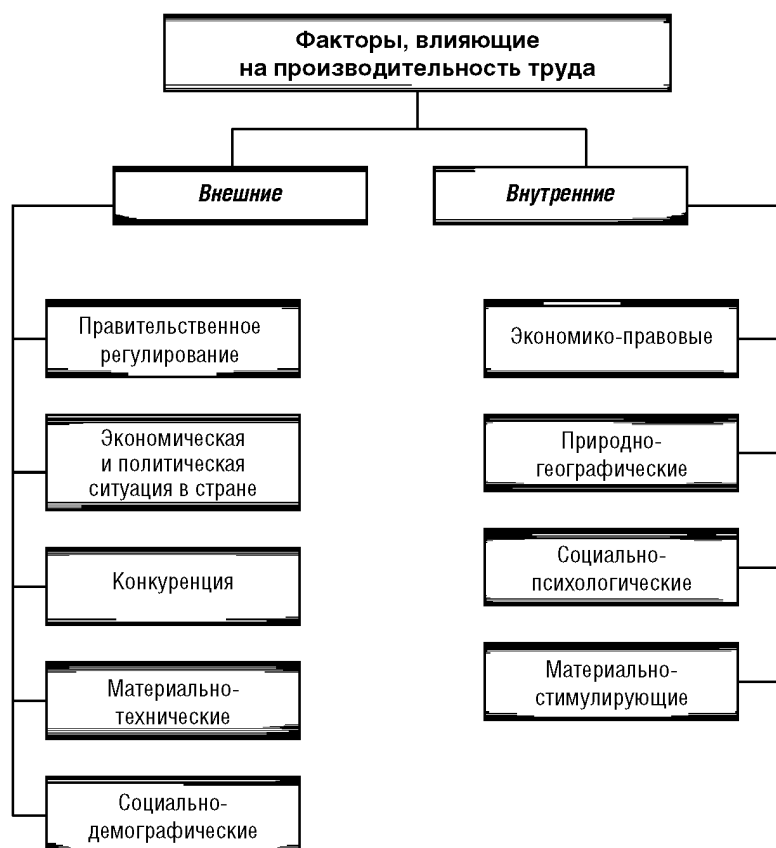 Факторы, влияющие
на производительность труда
Внешние
Внутренние
Правительственное
регулирование
Экономическая
и политическая
ситуация в стране
Конкуренция
Материально-
технические
Социально-
демографические
Экономико-правовые
Природно-
географические
Социально-
психологические
Материально-
стимулирующие